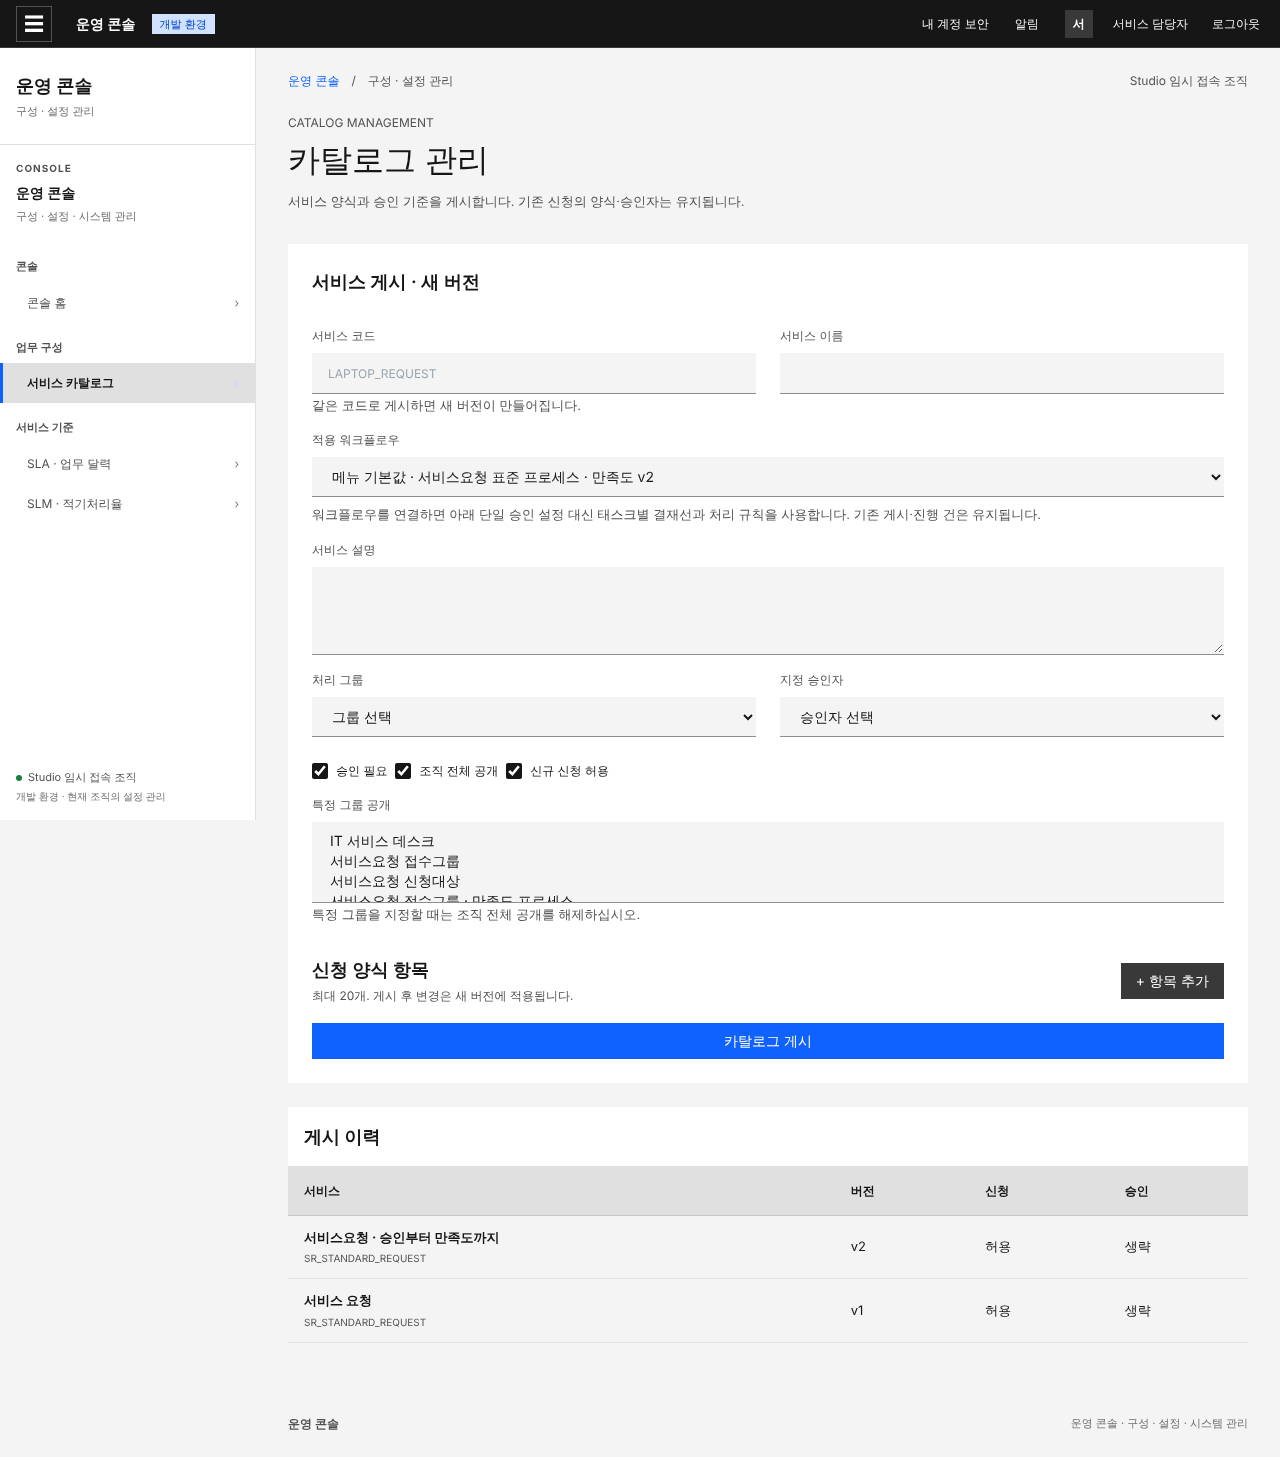 운영 콘솔
개발 환경
내 계정 보안
알림
서
서비스 담당자
로그아웃
운영 콘솔
구성 · 설정 관리
CONSOLE
운영 콘솔
구성 · 설정 · 시스템 관리
콘솔
콘솔 홈
업무 구성
서비스 카탈로그
서비스 기준
SLA · 업무 달력
SLM · 적기처리율
Studio 임시 접속 조직
개발 환경 · 현재 조직의 설정 관리
운영 콘솔 / 구성 · 설정 관리
Studio 임시 접속 조직
CATALOG MANAGEMENT
카탈로그 관리
서비스 양식과 승인 기준을 게시합니다. 기존 신청의 양식·승인자는 유지됩니다.
서비스 게시 · 새 버전
서비스 코드
서비스 이름
LAPTOP_REQUEST
같은 코드로 게시하면 새 버전이 만들어집니다.
적용 워크플로우
메뉴 기본값 · 서비스요청 표준 프로세스 · 만족도 v2
워크플로우를 연결하면 아래 단일 승인 설정 대신 태스크별 결재선과 처리 규칙을 사용합니다. 기존 게시·진행 건은 유지됩니다.
서비스 설명
처리 그룹
지정 승인자
그룹 선택
승인자 선택
승인 필요
조직 전체 공개
신규 신청 허용
특정 그룹 공개
IT 서비스 데스크
서비스요청 접수그룹
서비스요청 신청대상
서비스요청 접수그룹 · 만족도 프로세스
특정 그룹을 지정할 때는 조직 전체 공개를 해제하십시오.
신청 양식 항목
최대 20개. 게시 후 변경은 새 버전에 적용됩니다.
+ 항목 추가
카탈로그 게시
게시 이력
서비스 버전 신청 승인
서비스요청 · 승인부터 만족도까지
SR_STANDARD_REQUEST
v2 허용 생략
서비스 요청
SR_STANDARD_REQUEST
v1 허용 생략
운영 콘솔
운영 콘솔 · 구성 · 설정 · 시스템 관리